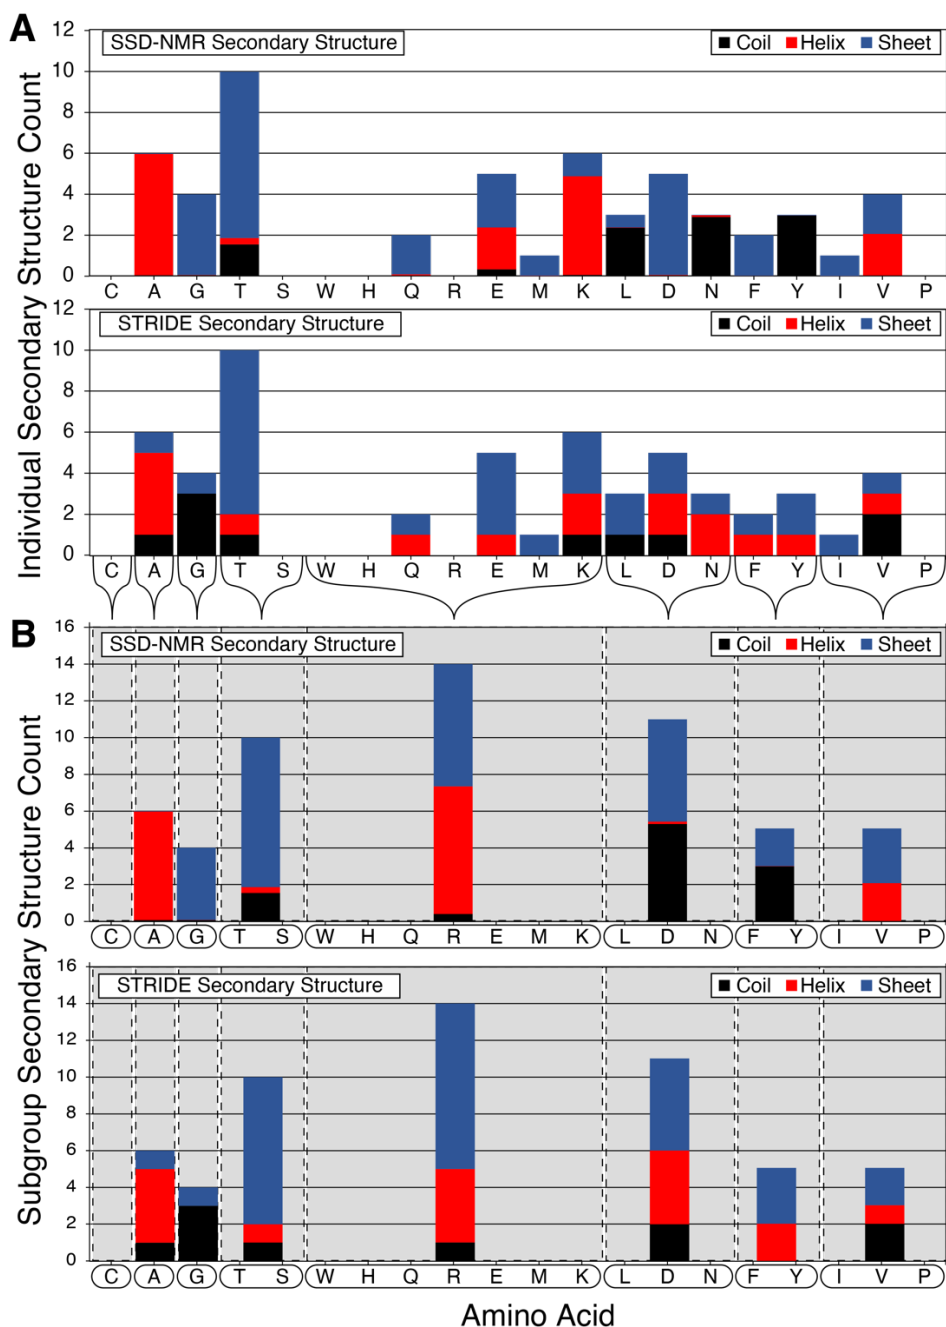 A
Individual Secondary Structure Count
SSD-NMR Secondary Structure
Coil Helix Sheet
12
10
8
6
4
2
0
C A G T S W H Q R E M K L D N F Y I V P
STRIDE Secondary Structure
Coil Helix Sheet
12
10
8
6
4
2
0
C A G T S W H Q R E M K L D N F Y I V P
B
Subgroup Secondary Structure Count
SSD-NMR Secondary Structure
Coil Helix Sheet
16
14
12
10
8
6
4
2
0
C A G T S W H Q R E M K L D N F Y I V P
STRIDE Secondary Structure
Coil Helix Sheet
16
14
12
10
8
6
4
2
0
C A G T S W H Q R E M K L D N F Y I V P
Amino Acid